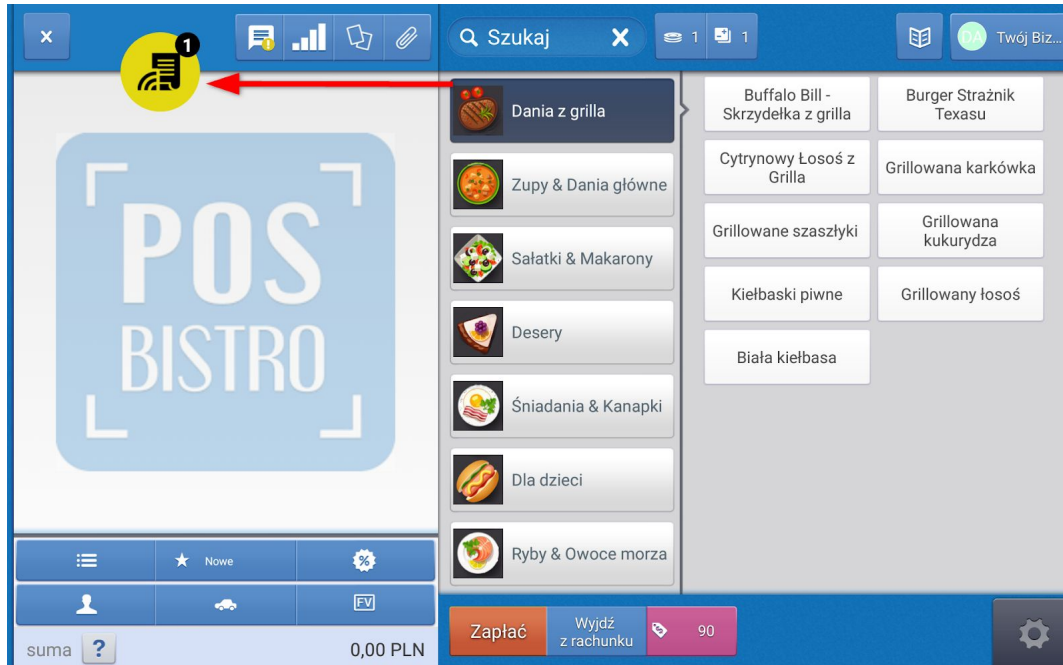 1
Szukaj
1
1
DA
Twój Biz...
POS
BISTRO
Dania z grilla
Zupy & Dania główne
Sałatki & Makarony
Desery
Śniadania & Kanapki
Dla dzieci
Ryby & Owoce morza
Buffalo Bill -
Skrzydełka z grilla
Burger Strażnik
Texasu
Cytrynowy Łosoś z
Grilla
Grillowana karkówka
Grillowane szaszłyki
Grillowana
kukurydza
Kiełbaski piwne
Grillowany łosoś
Biała kiełbasa
Nowe
FV
suma
?
0,00 PLN
Zapłać
Wyjdź
z rachunku
90